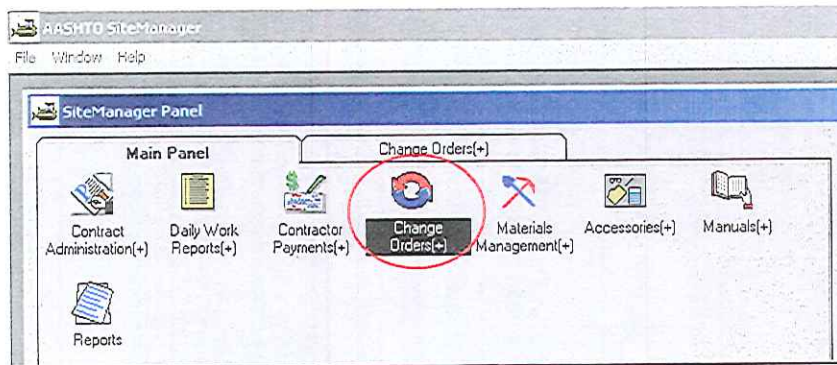 AASHTO SiteManager
File Window Help
SiteManager Panel
Main Panel
Change Orders(+)
Contract
Administration(+)
Daily Work
Reports(+)
Contractor
Payments(+)
Change
Orders(+)
Materials
Management(+)
Accessories(+)
Manuals(+)
Reports